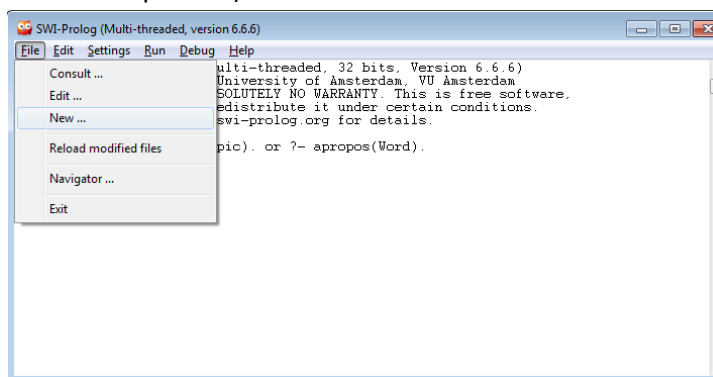 SWI-Prolog (Multi-threaded, version 6.6.6)
File Edit Settings Run Debug Help
Consult ...
Edit ...
New ...
Reload modified files
Navigator ...
Exit
ulti-threaded, 32 bits, Version 6.6.6)
University of Amsterdam, VU Amsterdam
SOLUTELY NO WARRANTY. This is free software,
edistribute it under certain conditions.
swi-prolog.org for details.
pic). or ?- apropos(Word).